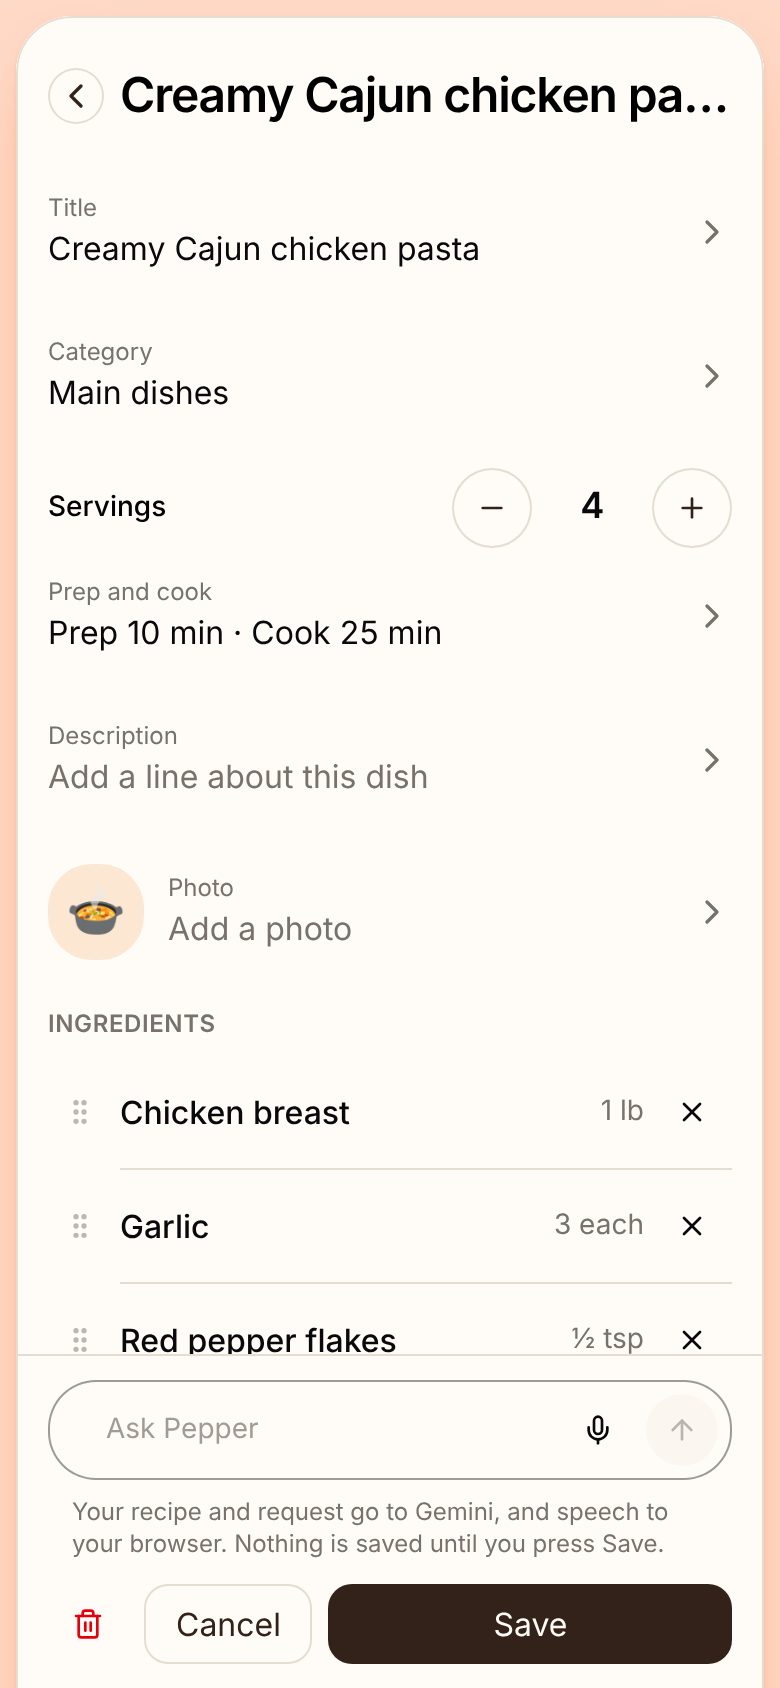 Creamy Cajun chicken pa...
Title
Creamy Cajun chicken pasta
Category
Main dishes
Servings
4
Prep and cook
Prep 10 min · Cook 25 min
Description
Add a line about this dish
Photo
Add a photo
INGREDIENTS
Chicken breast 1 lb
Garlic 3 each
Red pepper flakes ½ tsp
Ask Pepper
Your recipe and request go to Gemini, and speech to
your browser. Nothing is saved until you press Save.
Cancel Save